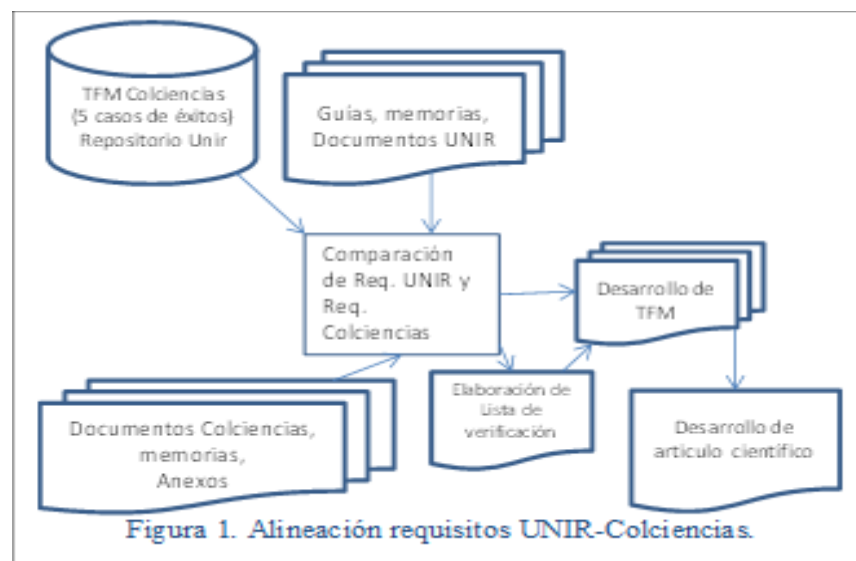 TFM Colciencias
(5 casos de éxitos)
Repositorio Unir
Guías, memorias,
Documentos UNIR
Comparación
de Req. UNIR y
Req.
Colciencias
Desarrollo de
TFM
Elaboración de
Lista de
verificación
Documentos Colciencias,
memorias,
Anexos
Desarrollo de
articulo científico
Figura 1. Alineación requisitos UNIR-Colciencias.